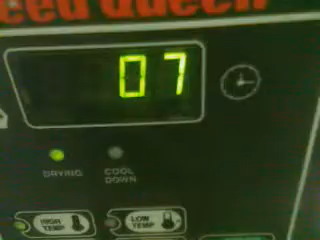 eed Queen
07
DRYING
COOL
DOWN
HIGH
TEMP
LOW
TEMP